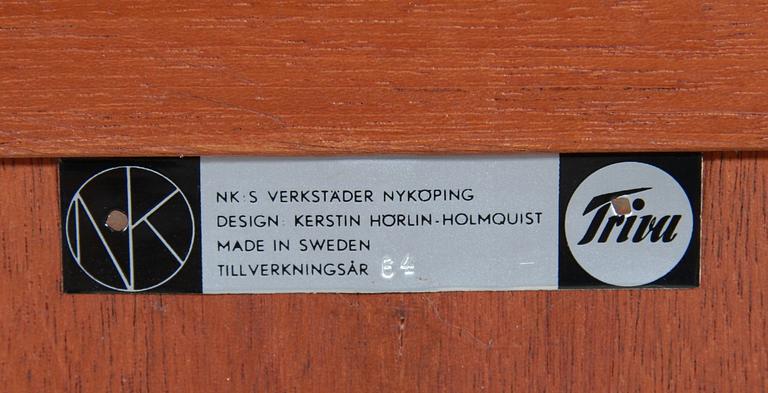 NK
NK:S VERKSTÄDER NYKÖPING
DESIGN: KERSTIN HÖRLIN-HOLMQUIST
MADE IN SWEDEN
TILLVERKNINGSÅR 64
Triva